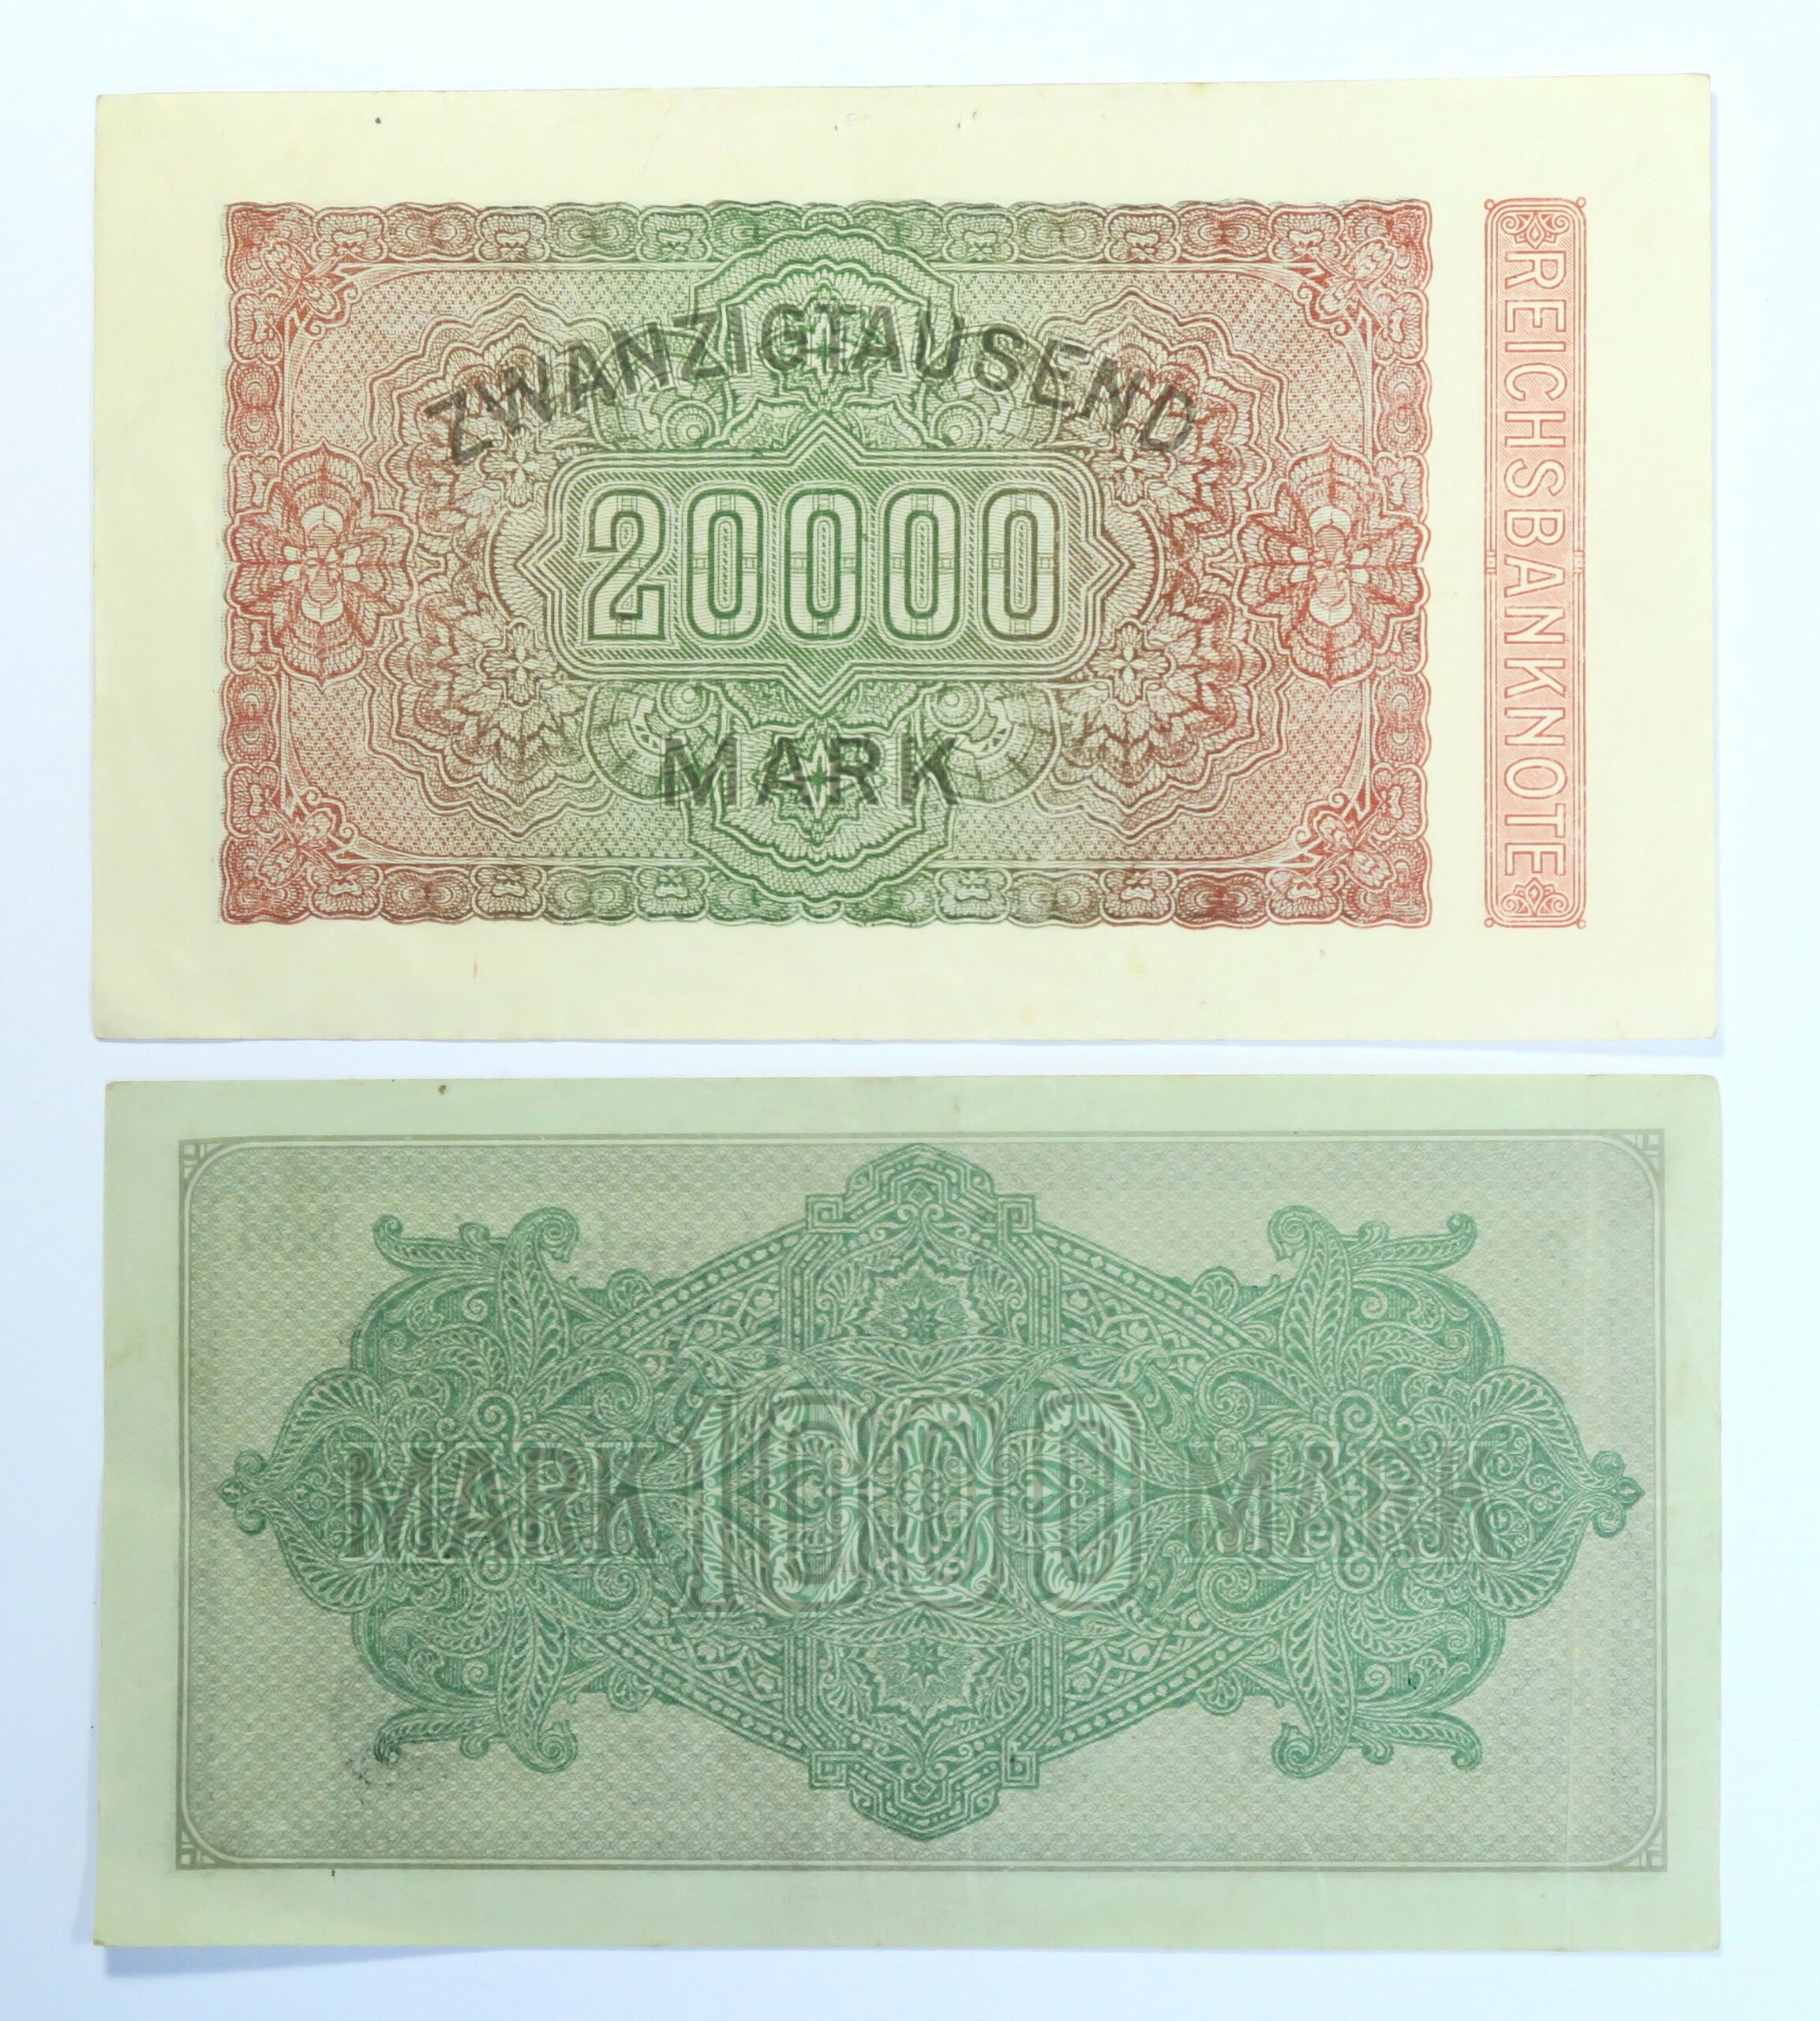 ZWANZIGTAUSEND
20000
MARK
REICHSBANKNOTE
MARK 1000 MARK